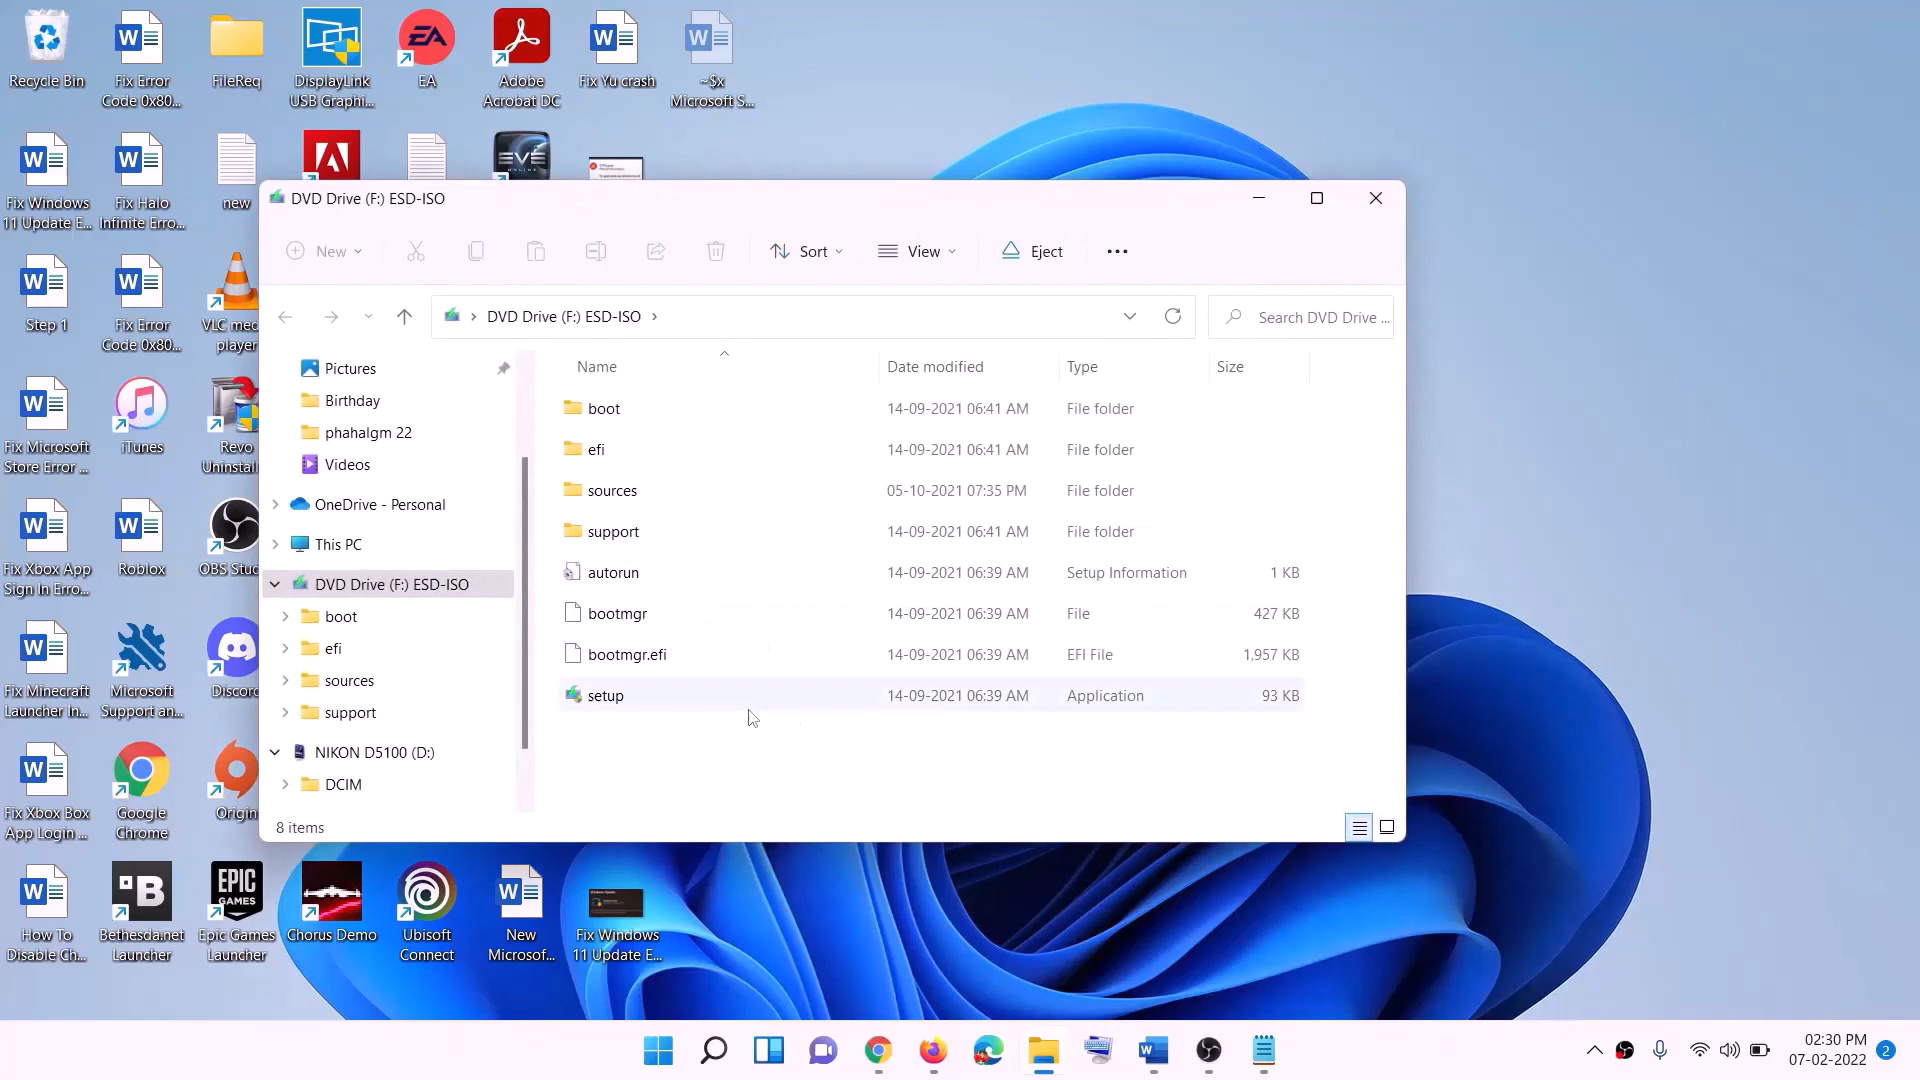 Recycle Bin
Fix Error
Code 0x80...
FileReq
DisplayLink
USB Graphi...
EA
EA
Adobe
Acrobat DC
Fix Yu crash
~$x
Microsoft S...
Fix Windows
11 Update E...
Fix Halo
Infinite Erro...
new
EVE
ONLINE
Step 1
Fix Error
Code 0x80...
VLC med
player
Fix Microsoft
Store Error ...
iTunes
Revo
Uninstall
Fix Xbox App
Sign In Erro...
Roblox
OBS Stud
Fix Minecraft
Launcher In...
Microsoft
Support an...
Discord
Fix Xbox Box
App Login ...
Google
Chrome
Origin
How To
Disable Ch...
Bethesda.net
Launcher
EPIC
GAMES
Epic Games
Launcher
Chorus Demo
Ubisoft
Connect
New
Microsof...
Fix Windows
11 Update E...
DVD Drive (F:) ESD-ISO
New
Sort
View
Eject
DVD Drive (F:) ESD-ISO
Search DVD Drive ...
Pictures
Birthday
phahalgm 22
Videos
OneDrive - Personal
This PC
DVD Drive (F:) ESD-ISO
boot
efi
sources
support
NIKON D5100 (D:)
DCIM
Name Date modified Type Size
boot 14-09-2021 06:41 AM File folder
efi 14-09-2021 06:41 AM File folder
sources 05-10-2021 07:35 PM File folder
support 14-09-2021 06:41 AM File folder
autorun 14-09-2021 06:39 AM Setup Information 1 KB
bootmgr 14-09-2021 06:39 AM File 427 KB
bootmgr.efi 14-09-2021 06:39 AM EFI File 1,957 KB
setup 14-09-2021 06:39 AM Application 93 KB
8 items
02:30 PM
07-02-2022
2